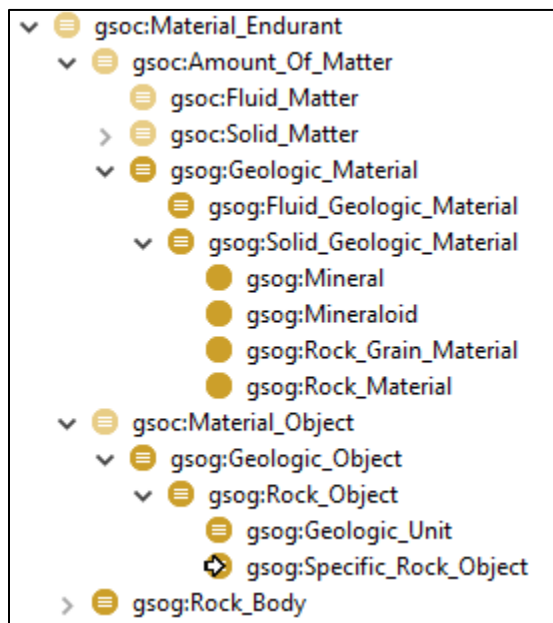 gsoc:Material_Endurant
gsoc:Amount_Of_Matter
gsoc:Fluid_Matter
gsoc:Solid_Matter
gsog:Geologic_Material
gsog:Fluid_Geologic_Material
gsog:Solid_Geologic_Material
gsog:Mineral
gsog:Mineraloid
gsog:Rock_Grain_Material
gsog:Rock_Material
gsoc:Material_Object
gsog:Geologic_Object
gsog:Rock_Object
gsog:Geologic_Unit
gsog:Specific_Rock_Object
gsog:Rock_Body